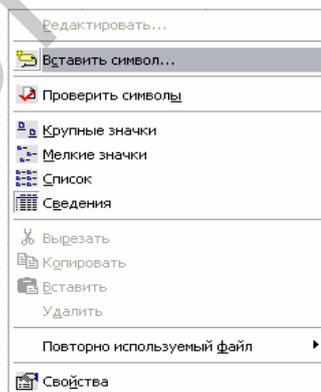 Редактировать...
Вставить символ...
Проверить символы
Крупные значки
Мелкие значки
Список
Сведения
Вырезать
Копировать
Вставить
Удалить
Повторно используемый файл
Свойства